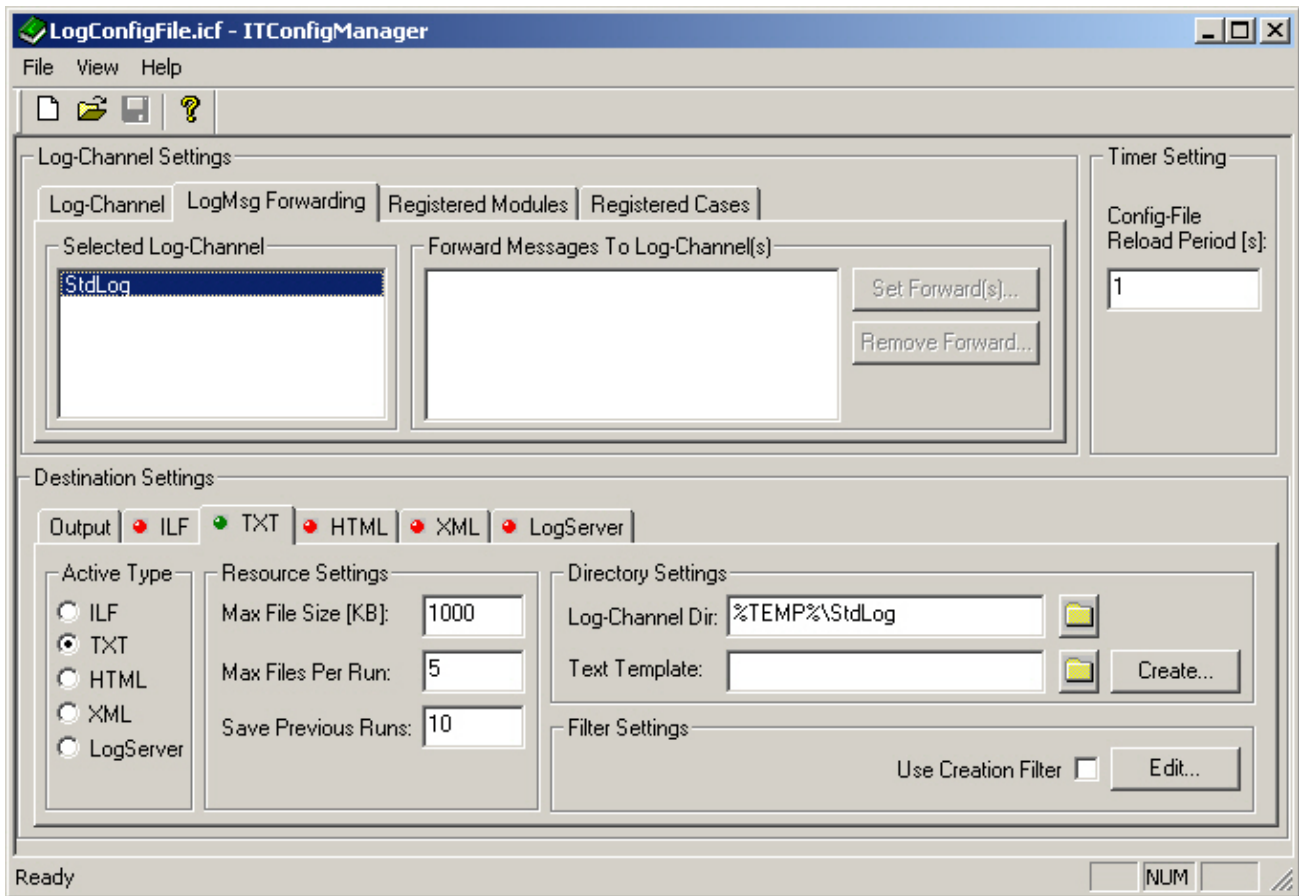 LogConfigFile.icf - ITConfigManager
File View Help
Log-Channel Settings
Log-Channel LogMsg Forwarding Registered Modules Registered Cases
Selected Log-Channel
StdLog
Forward Messages To Log-Channel(s)
Set Forward(s)...
Remove Forward...
Timer Setting
Config-File
Reload Period [s]:
1
Destination Settings
Output ILF TXT HTML XML LogServer
Active Type
ILF
TXT
HTML
XML
LogServer
Resource Settings
Max File Size [KB]: 1000
Max Files Per Run: 5
Save Previous Runs: 10
Directory Settings
Log-Channel Dir: %TEMP%\StdLog
Text Template: Create...
Filter Settings
Use Creation Filter Edit...
Ready NUM